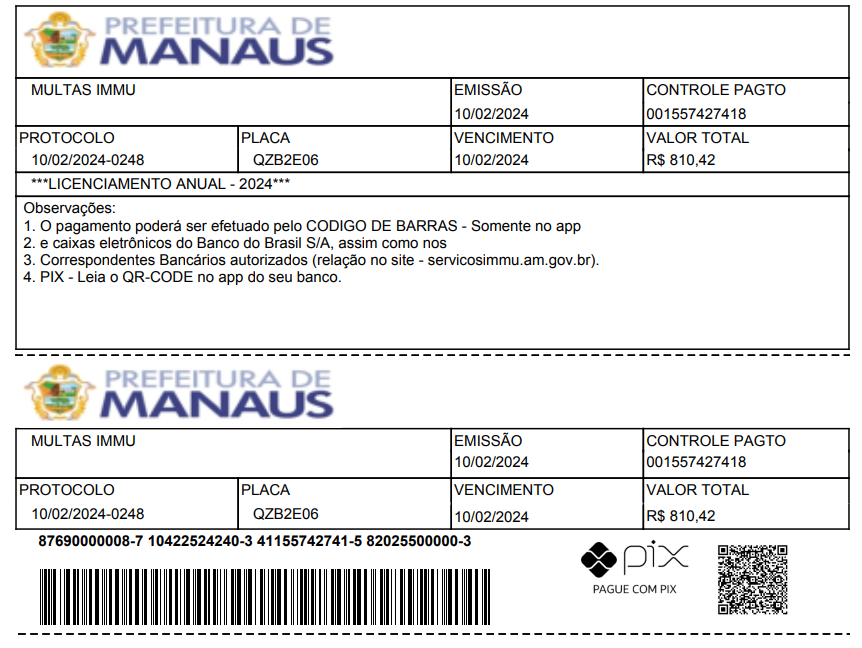 PREFEITURA DE
MANAUS
MULTAS IMMU
EMISSÃO
CONTROLE PAGTO
10/02/2024
001557427418
PROTOCOLO
PLACA
VENCIMENTO
VALOR TOTAL
10/02/2024-0248
QZB2E06
10/02/2024
R$ 810,42
***LICENCIAMENTO ANUAL - 2024***
Observações:
1. O pagamento poderá ser efetuado pelo CODIGO DE BARRAS - Somente no app
2. e caixas eletrônicos do Banco do Brasil S/A, assim como nos
3. Correspondentes Bancários autorizados (relação no site - servicosimmu.am.gov.br).
4. PIX - Leia o QR-CODE no app do seu banco.
PREFEITURA DE
MANAUS
MULTAS IMMU
EMISSÃO
CONTROLE PAGTO
10/02/2024
001557427418
PROTOCOLO
PLACA
VENCIMENTO
VALOR TOTAL
10/02/2024-0248
QZB2E06
10/02/2024
R$ 810,42
87690000008-7 10422524240-3 41155742741-5 82025500000-3
pix
PAGUE COM PIX